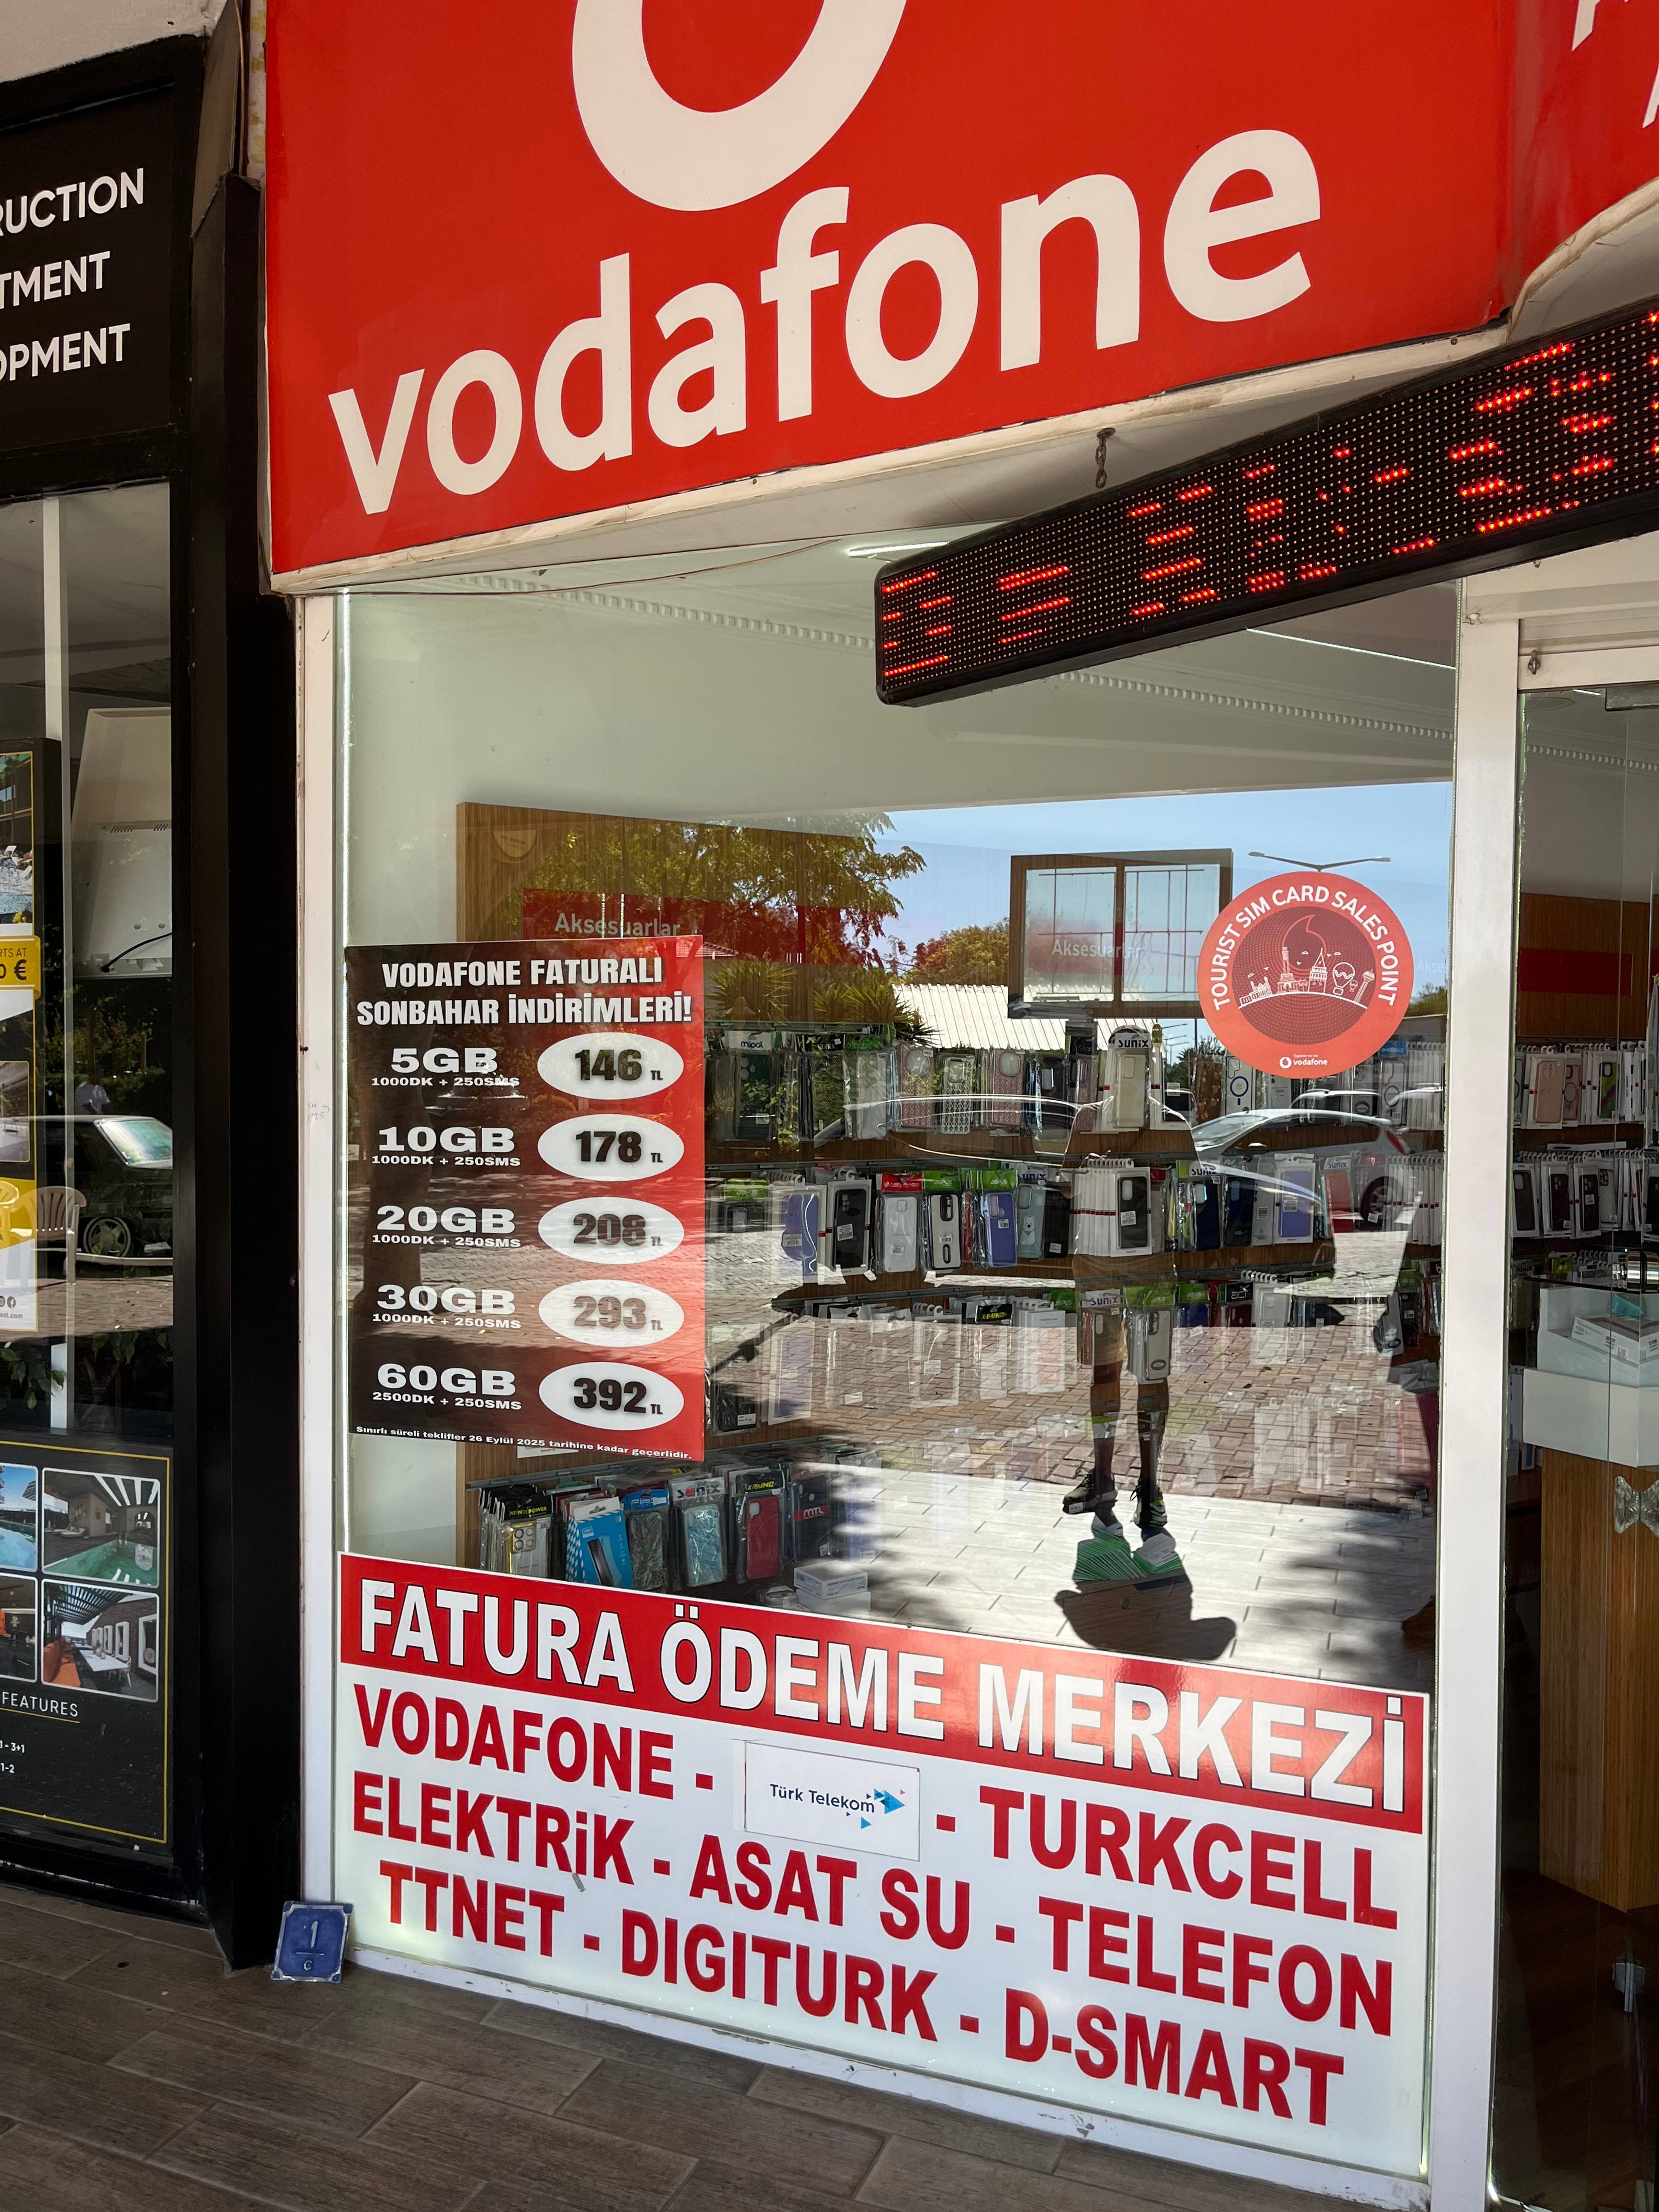 vodafone
RUCTION
TMENT
OPMENT
Aksesuarlar
Aksesuarlar
TOURIST SIM CARD SALES POINT
vodafone
VODAFONE FATURALI
SONBAHAR İNDİRİMLERİ!
5GB 146 TL
1000DK + 250SMS
10GB 178 TL
1000DK + 250SMS
20GB 208 TL
1000DK + 250SMS
30GB 293 TL
1000DK + 250SMS
60GB 392 TL
2500DK + 250SMS
Sınırlı süreli teklifler 26 Eylül 2025 tarihine kadar geçerlidir.
FATURA ÖDEME MERKEZİ
VODAFONE - Türk Telekom - TURKCELL
ELEKTRiK - ASAT SU - TELEFON
TTNET - DIGITURK - D-SMART
1
C
FEATURES